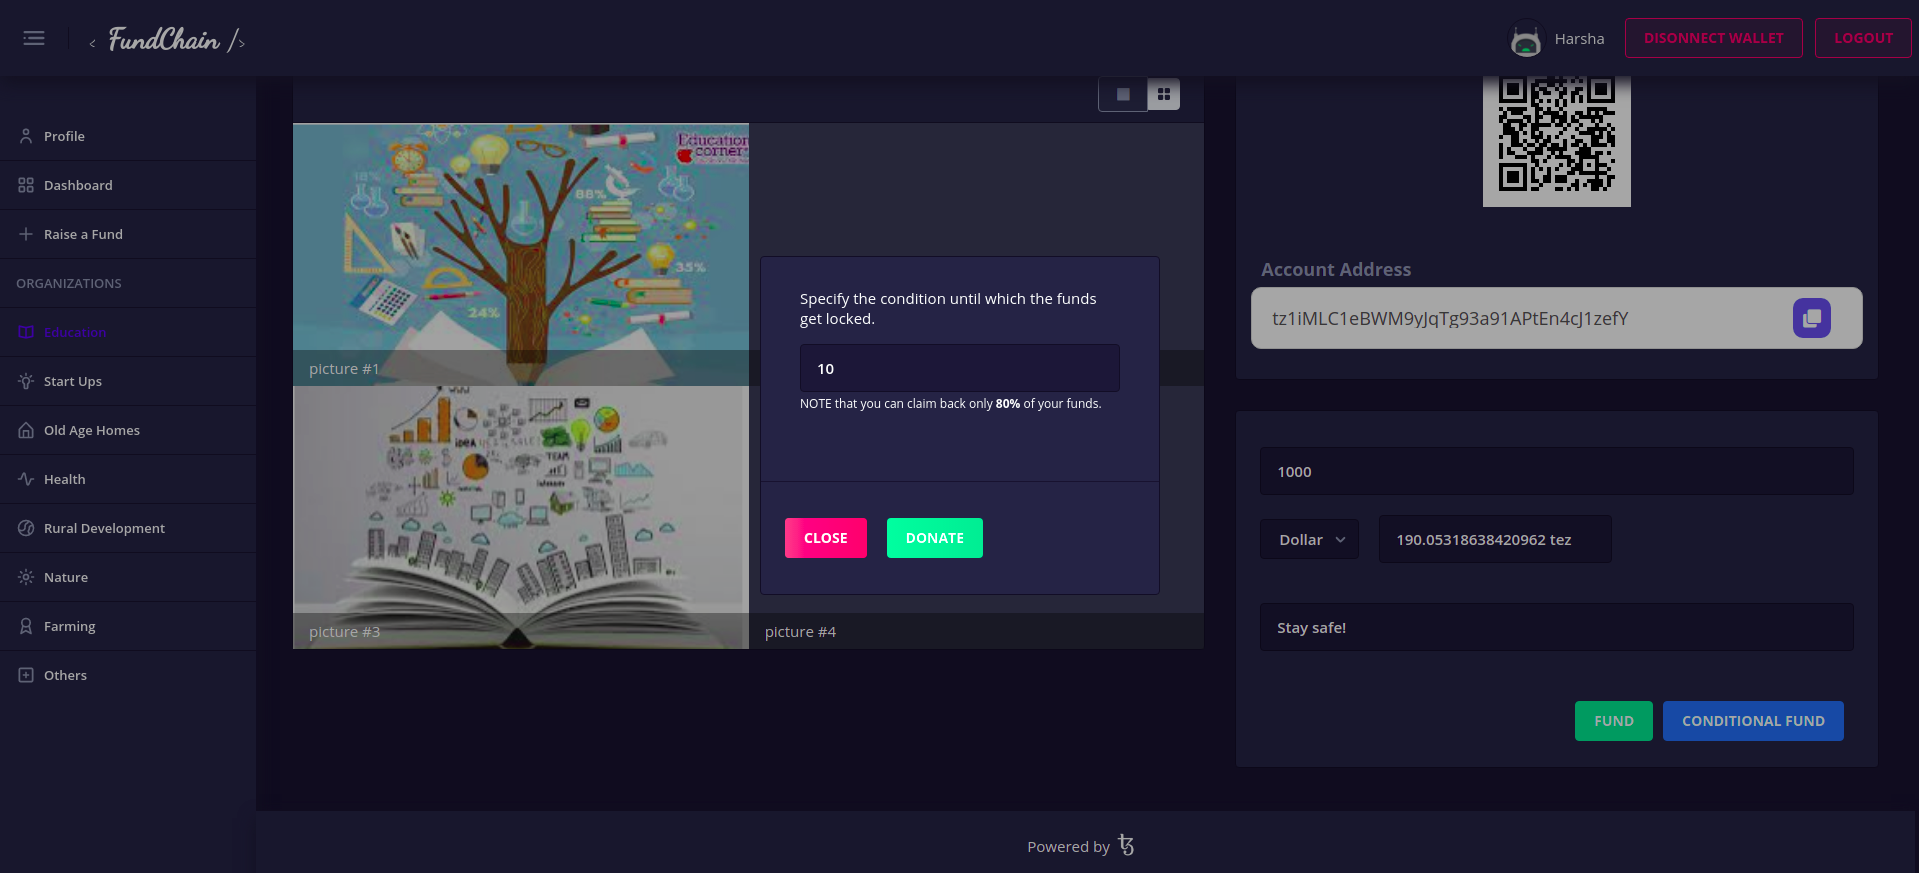 < FundChain />
Harsha
DISONNECT WALLET
LOGOUT
Profile
Dashboard
Raise a Fund
ORGANIZATIONS
Education
Start Ups
Old Age Homes
Health
Rural Development
Nature
Farming
Others
Education
corner
18%
88%
35%
24%
picture #1
IDEA
TEAM
picture #3
picture #4
Specify the condition until which the funds
get locked.
10
NOTE that you can claim back only 80% of your funds.
CLOSE
DONATE
Account Address
tz1iMLC1eBWM9yJqTg93a91APtEn4cJ1zefY
1000
Dollar
190.05318638420962 tez
Stay safe!
FUND
CONDITIONAL FUND
Powered by